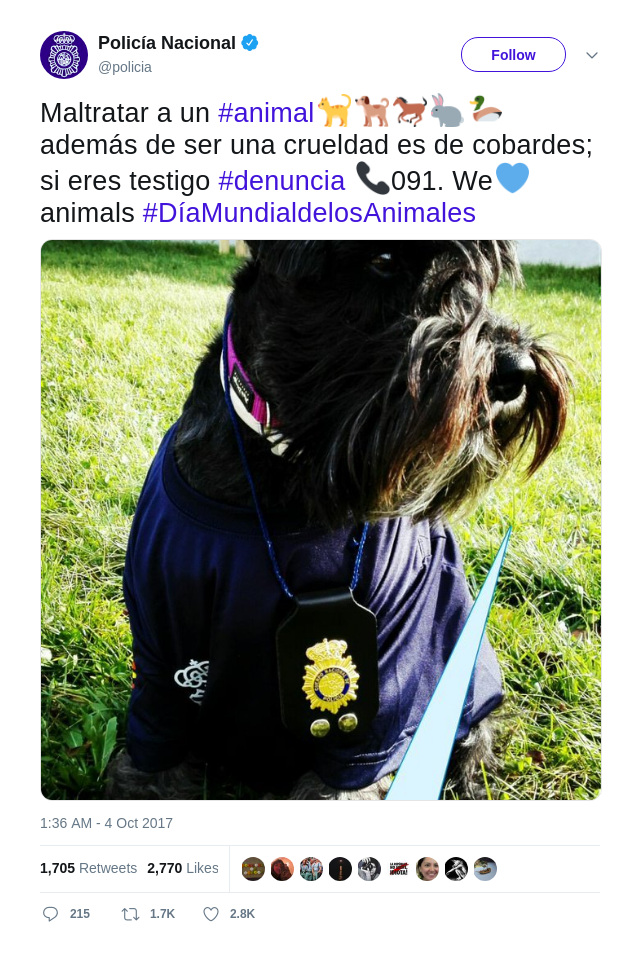 Policía Nacional
@policia
Follow
Maltratar a un #animal🐈🐕🐎🐇🦆
además de ser una crueldad es de cobardes;
si eres testigo #denuncia 📞091. We💙
animals #DíaMundialdelosAnimales
1:36 AM - 4 Oct 2017
1,705 Retweets 2,770 Likes
215 1.7K 2.8K